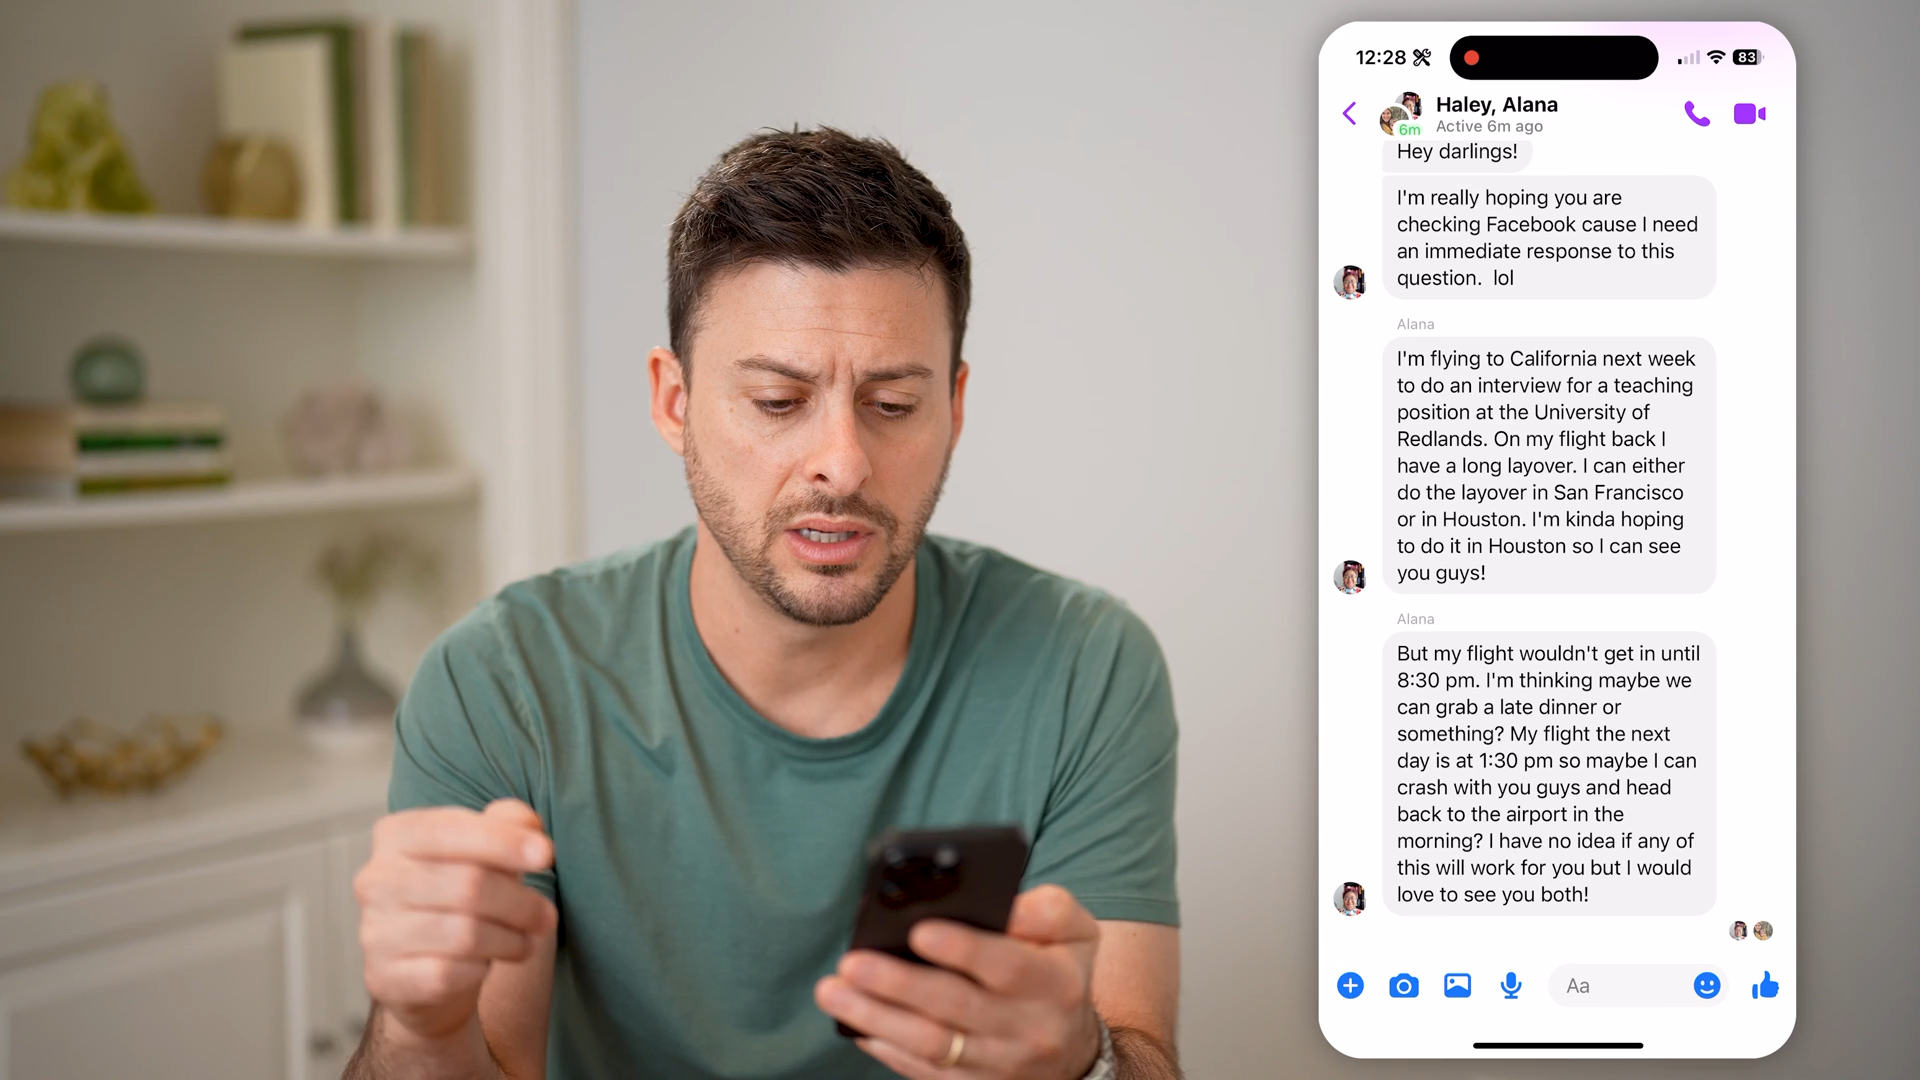 12:28
83
Haley, Alana
6m
Active 6m ago
Hey darlings!
I'm really hoping you are
checking Facebook cause I need
an immediate response to this
question. lol
Alana
I'm flying to California next week
to do an interview for a teaching
position at the University of
Redlands. On my flight back I
have a long layover. I can either
do the layover in San Francisco
or in Houston. I'm kinda hoping
to do it in Houston so I can see
you guys!
Alana
But my flight wouldn't get in until
8:30 pm. I'm thinking maybe we
can grab a late dinner or
something? My flight the next
day is at 1:30 pm so maybe I can
crash with you guys and head
back to the airport in the
morning? I have no idea if any of
this will work for you but I would
love to see you both!
Aa